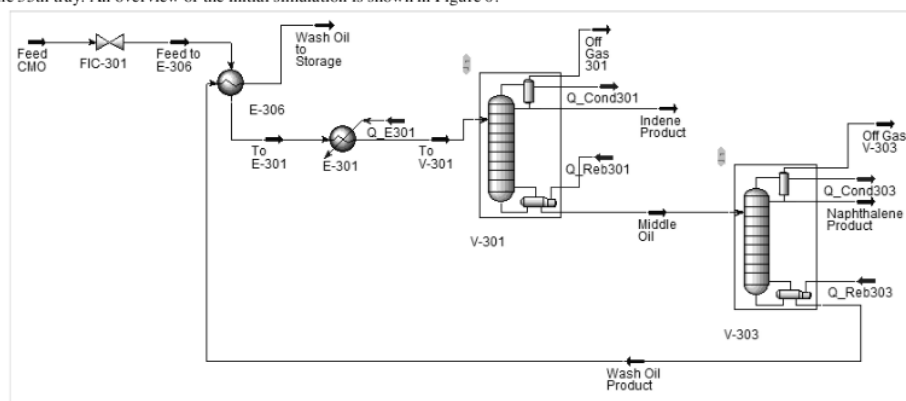 Feed
CMO
FIC-301
Feed to
E-306
Wash Oil
to
Storage
E-306
To
E-301
E-301
Q_E301
To
V-301
Off
Gas
301
Q_Cond301
Indene
Product
Q_Reb301
V-301
Middle
Oil
Off Gas
V-303
Q_Cond303
Naphthalene
Product
Q_Reb303
V-303
Wash Oil
Product